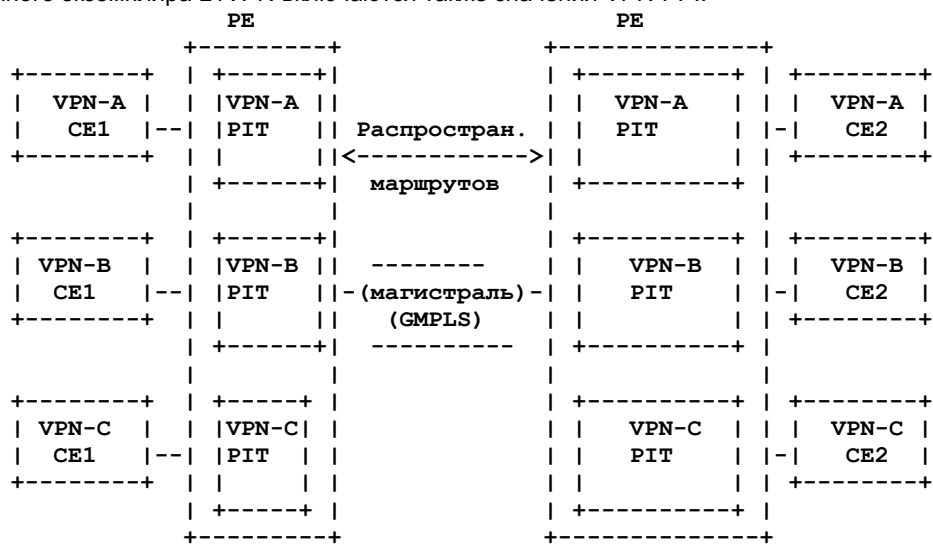 PE PE
+---------+ +--------------+
+--------+ | +------+| | +----------+ | +--------+
| VPN-A | | |VPN-A || | | VPN-A | | | VPN-A |
| CE1 |--| |PIT || Распростран. | | PIT | |-| CE2 |
+--------+ | | ||<------------>| | | | +--------+
| +------+| маршрутов | +----------+ |
| | | |
+--------+ | +------+| | +----------+ | +--------+
| VPN-B | | |VPN-B || -------- | | VPN-B | | | VPN-B |
| CE1 |--| |PIT ||-(магистраль)-| | PIT | |-| CE2 |
+--------+ | | || (GMPLS) | | | | +--------+
| +------+| ---------- | +----------+ |
| | | |
+--------+ | +-----+ | | +----------+ | +--------+
| VPN-C | | |VPN-C| | | | VPN-C | | | VPN-C |
| CE1 |--| |PIT | | | | PIT | |-| CE2 |
+--------+ | | | | | | | | +--------+
| +-----+ | | +----------+ |
+---------+ +--------------+